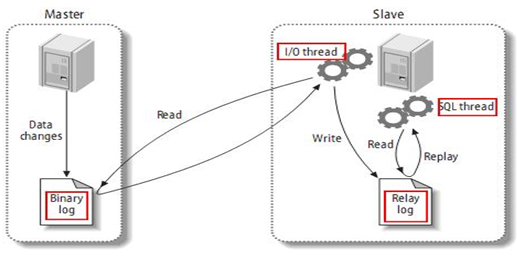 Master
Slave
I/O thread
SQL thread
Data
changes
Read
Write
Read
Replay
Binary
log
Relay
log